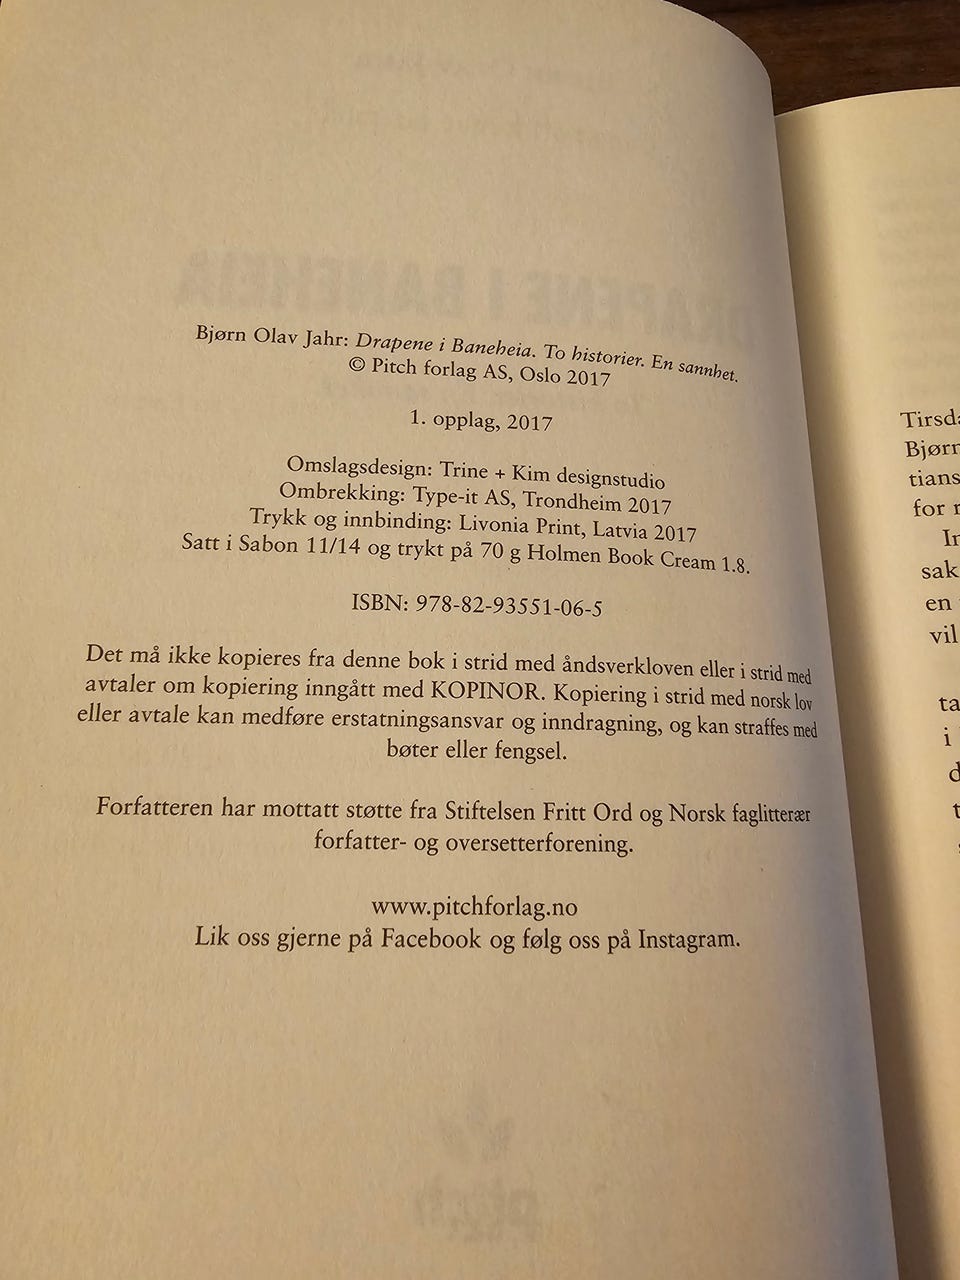 Bjørn Olav Jahr: Drapene i Baneheia. To historier. En sannhet.
© Pitch forlag AS, Oslo 2017
1. opplag, 2017
Omslagsdesign: Trine + Kim designstudio
Ombrekking: Type-it AS, Trondheim 2017
Trykk og innbinding: Livonia Print, Latvia 2017
Satt i Sabon 11/14 og trykt på 70 g Holmen Book Cream 1.8.
ISBN: 978-82-93551-06-5
Det må ikke kopieres fra denne bok i strid med åndsverkloven eller i strid med
avtaler om kopiering inngått med KOPINOR. Kopiering i strid med norsk lov
eller avtale kan medføre erstatningsansvar og inndragning, og kan straffes med
bøter eller fengsel.
Forfatteren har mottatt støtte fra Stiftelsen Fritt Ord og Norsk faglitterær
forfatter- og oversetterforening.
www.pitchforlag.no
Lik oss gjerne på Facebook og følg oss på Instagram.
Tirsda
Bjørn
tians
for
In
sak
en
vil
ta
i